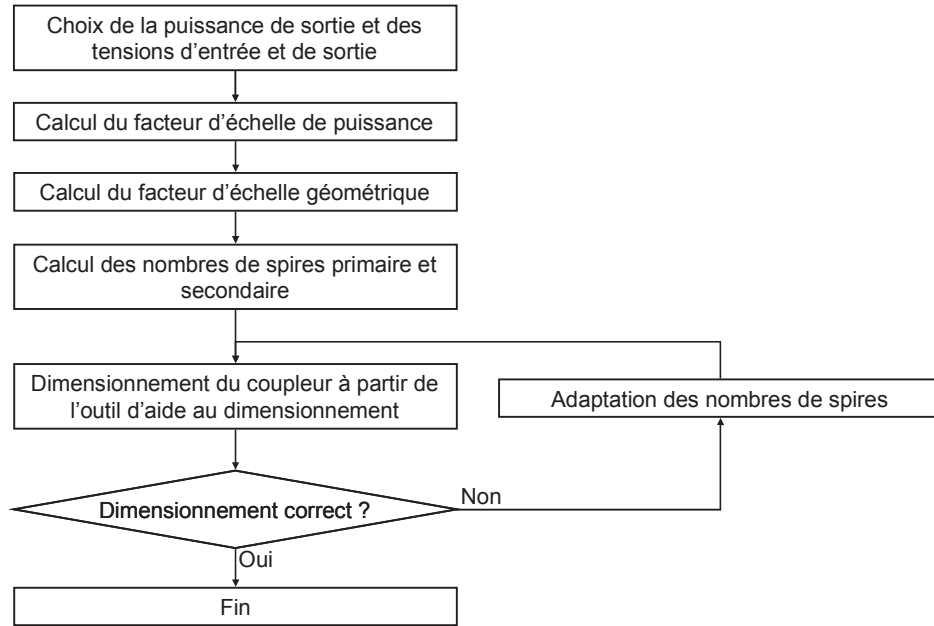 Choix de la puissance de sortie et des
tensions d’entrée et de sortie
Calcul du facteur d’échelle de puissance
Calcul du facteur d’échelle géométrique
Calcul des nombres de spires primaire et
secondaire
Dimensionnement du coupleur à partir de
l’outil d’aide au dimensionnement
Adaptation des nombres de spires
Dimensionnement correct ?
Non
Oui
Fin